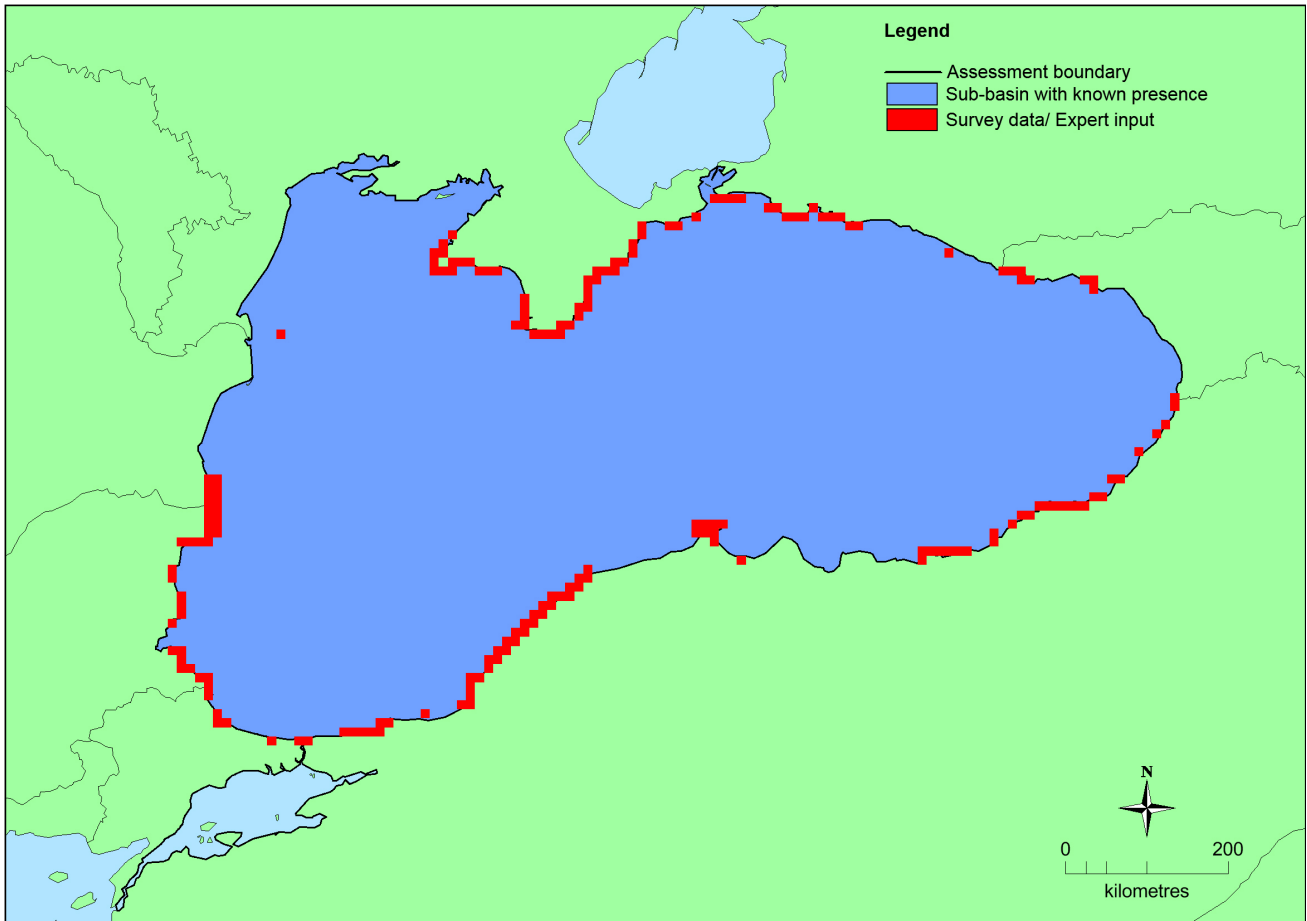 Legend
Assessment boundary
Sub-basin with known presence
Survey data/ Expert input
N
0 200
kilometres